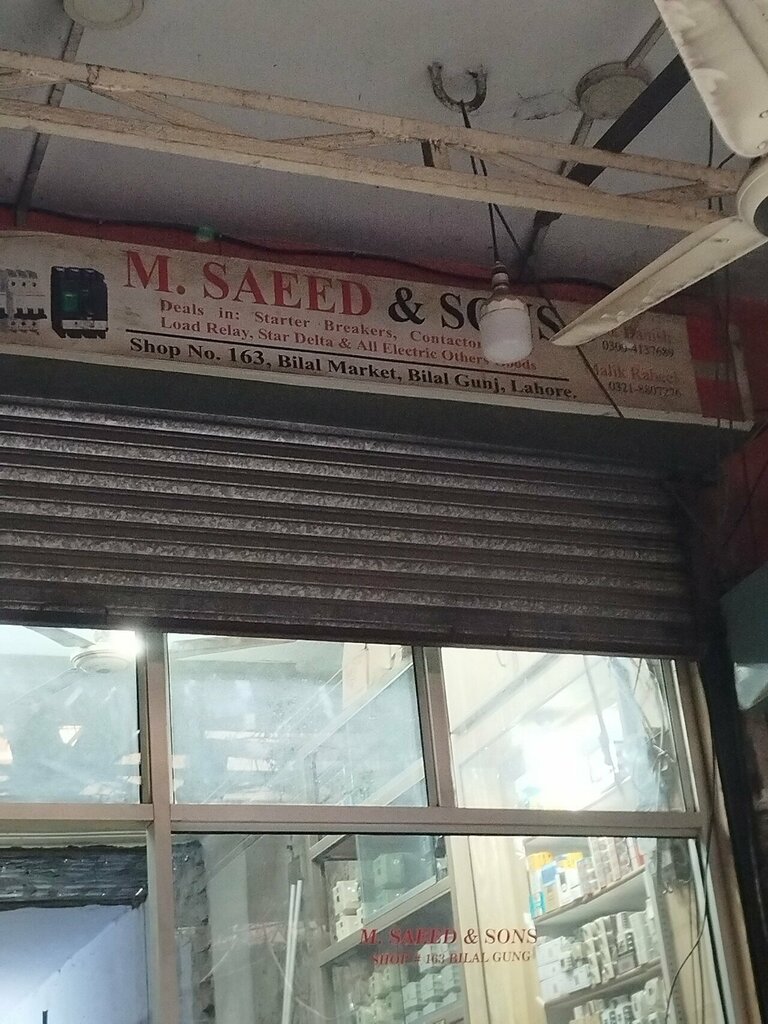 M. SAEED & SONS
Deals in: Starter Breakers, Contactor
Load Relay, Star Delta & All Electric Others Goods
Shop No. 163, Bilal Market, Bilal Gunj, Lahore.
0300-4137689
0321-8807226
M. SAEED & SONS
SHOP # 163 BILAL GUNG